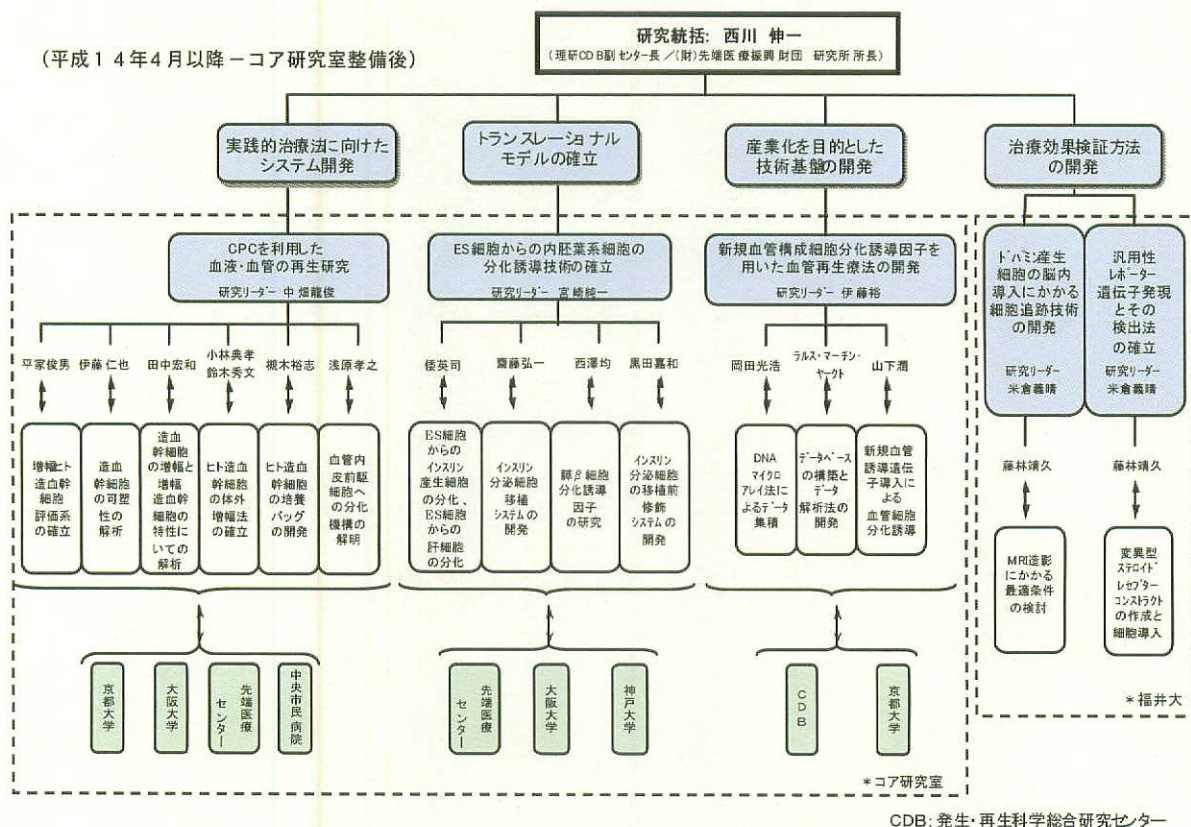 研究統括: 西川 伸一
(理研CDB副センター長／(財)先端医療振興財団 研究所所長)
(平成14年4月以降－コア研究室整備後)
実践的治療法に向けた
システム開発
トランスレーショナル
モデルの確立
産業化を目的とした
技術基盤の開発
治療効果検証方法
の開発
CPCを利用した
血液・血管の再生研究
研究リーダー 中畑龍俊
ES細胞からの内胚葉系細胞の
分化誘導技術の確立
研究リーダー 宮崎純一
新規血管構成細胞分化誘導因子を
用いた血管再生療法の開発
研究リーダー 伊藤裕
ドパミン産生
細胞の脳内
導入にかかる
細胞追跡技術
の開発
研究リーダー
米倉義晴
汎用性
レポーター
遺伝子発現
とその
検出法
の確立
研究リーダー
米倉義晴
平家俊男
伊藤仁也
田中宏和
小林典孝
鈴木秀文
槻木裕志
浅原孝之
倭英司
齋藤弘一
西澤均
黒田嘉和
岡田光浩
ラルス・マーチン・
ヤークト
山下潤
藤林靖久
藤林靖久
増幅ヒト
造血幹
細胞
評価系
の確立
造血
幹細胞
の可塑
性の
解析
造血
幹細胞
の増幅と
増幅
造血幹
細胞の
特性に
いての
解析
ヒト造血
幹細胞
の体外
増幅法
の確立
ヒト造血
幹細胞
の培養
バッグ
の開発
血管内
皮前駆
細胞へ
の分化
機構の
解明
ES細胞
からの
インスリン
産生細胞
の分化、
ES細胞
からの
肝細胞
の分化
インスリン
分泌細胞
移植
システムの
開発
膵β細胞
分化誘導
因子
の研究
インスリン
分泌細胞
の移植前
修飾
システムの
開発
DNA
マイクロ
アレイ法に
よるデータ
集積
データベース
の構築と
データ
解析法の
開発
新規血管
誘導遺伝
子導入に
よる
血管細胞
分化誘導
MRI造影
にかかる
最適条件
の検討
変異型
ステロイド
レセプター
コンストラクト
の作成と
細胞導入
京都大学
大阪大学
先端医療
センター
中央市民病院
先端医療
センター
大阪大学
神戸大学
CDB
京都大学
＊福井大
＊コア研究室
CDB: 発生・再生科学総合研究センター